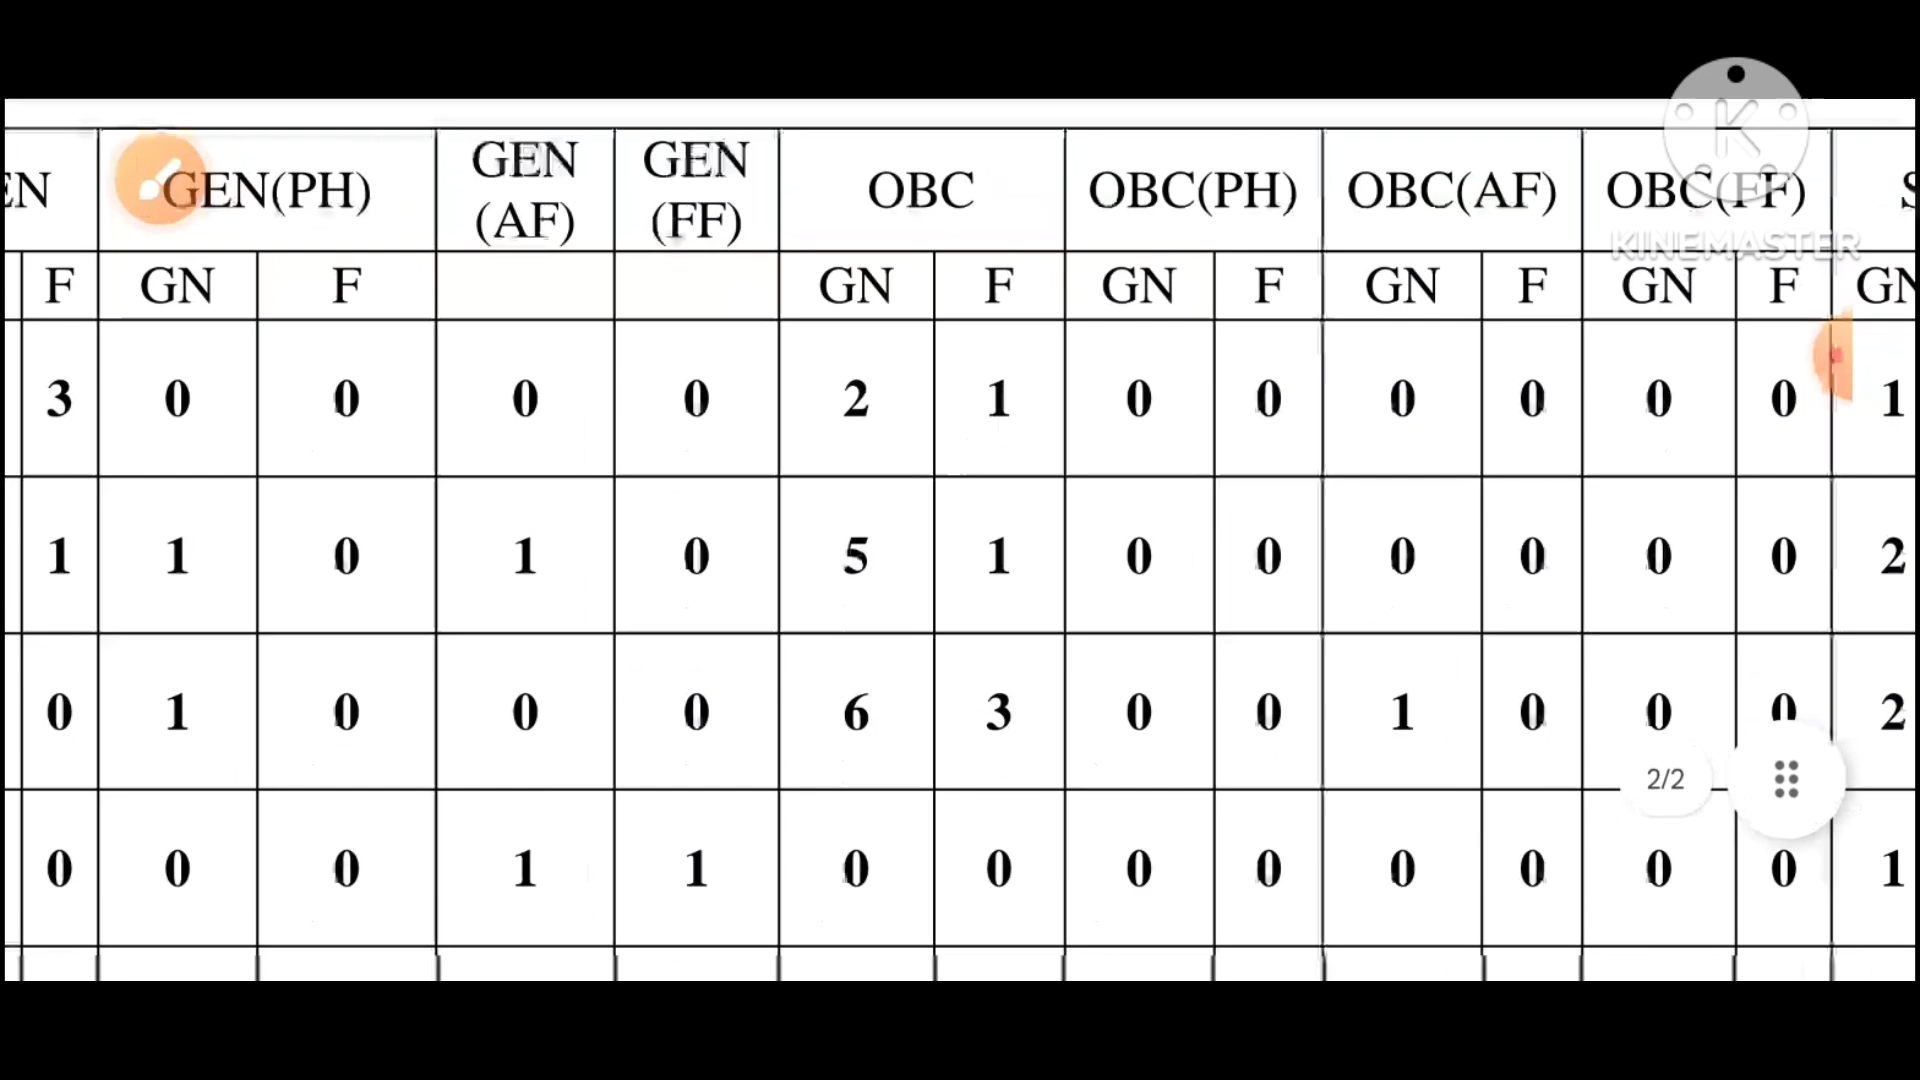 EN GEN(PH) GEN (AF) GEN (FF) OBC OBC(PH) OBC(AF) OBC(FF) S
F GN F GN F GN F GN F GN F GN
3 0 0 0 0 2 1 0 0 0 0 0 0 1
1 1 0 1 0 5 1 0 0 0 0 0 0 2
0 1 0 0 0 6 3 0 0 1 0 0 0 2
0 0 0 1 1 0 0 0 0 0 0 0 0 1
K
KINEMASTER
2/2